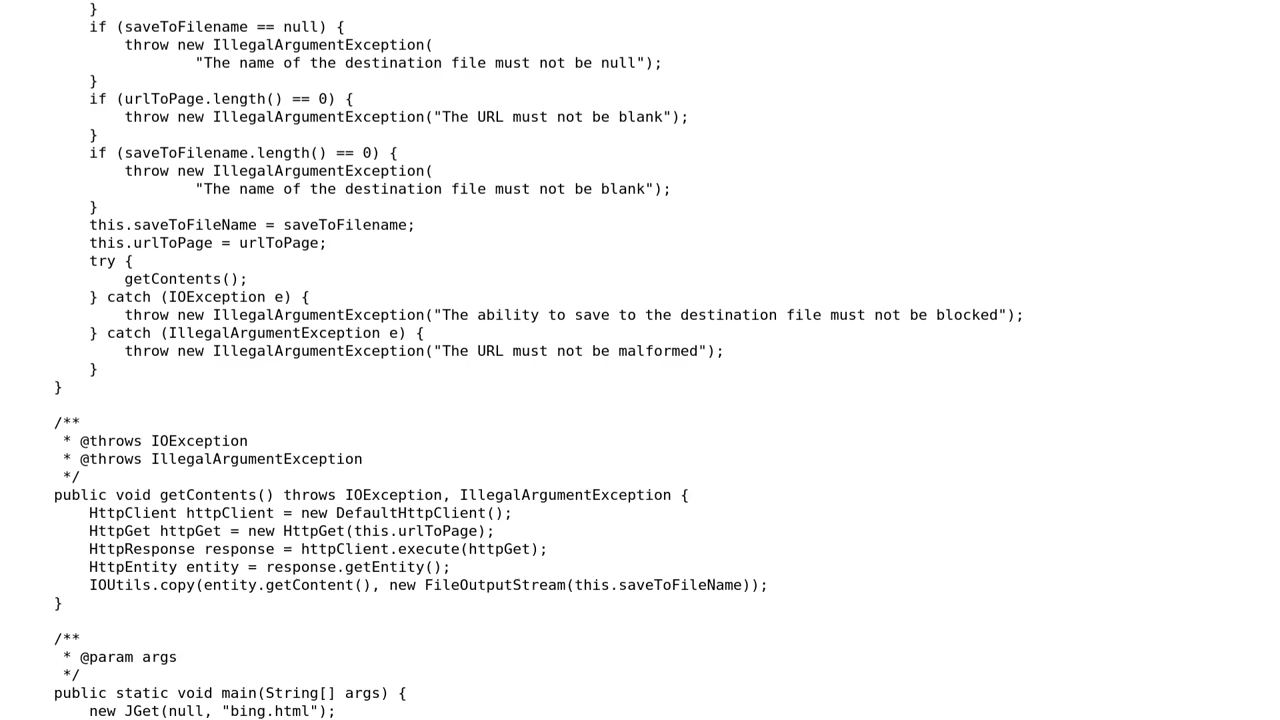 }
if (saveToFilename == null) {
throw new IllegalArgumentException(
"The name of the destination file must not be null");
}
if (urlToPage.length() == 0) {
throw new IllegalArgumentException("The URL must not be blank");
}
if (saveToFilename.length() == 0) {
throw new IllegalArgumentException(
"The name of the destination file must not be blank");
}
this.saveToFileName = saveToFilename;
this.urlToPage = urlToPage;
try {
getContents();
} catch (IOException e) {
throw new IllegalArgumentException("The ability to save to the destination file must not be blocked");
} catch (IllegalArgumentException e) {
throw new IllegalArgumentException("The URL must not be malformed");
}
}
/**
* @throws IOException
* @throws IllegalArgumentException
*/
public void getContents() throws IOException, IllegalArgumentException {
HttpClient httpClient = new DefaultHttpClient();
HttpGet httpGet = new HttpGet(this.urlToPage);
HttpResponse response = httpClient.execute(httpGet);
HttpEntity entity = response.getEntity();
IOUtils.copy(entity.getContent(), new FileOutputStream(this.saveToFileName));
}
/**
* @param args
*/
public static void main(String[] args) {
new JGet(null, "bing.html");